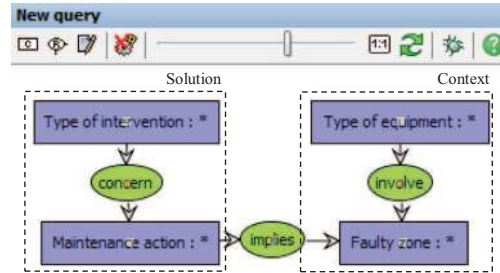 New query
C R 1:1 ?
Solution Context
Type of intervention : * Type of equipment : *
concern involve
Maintenance action : * implies Faulty zone : *